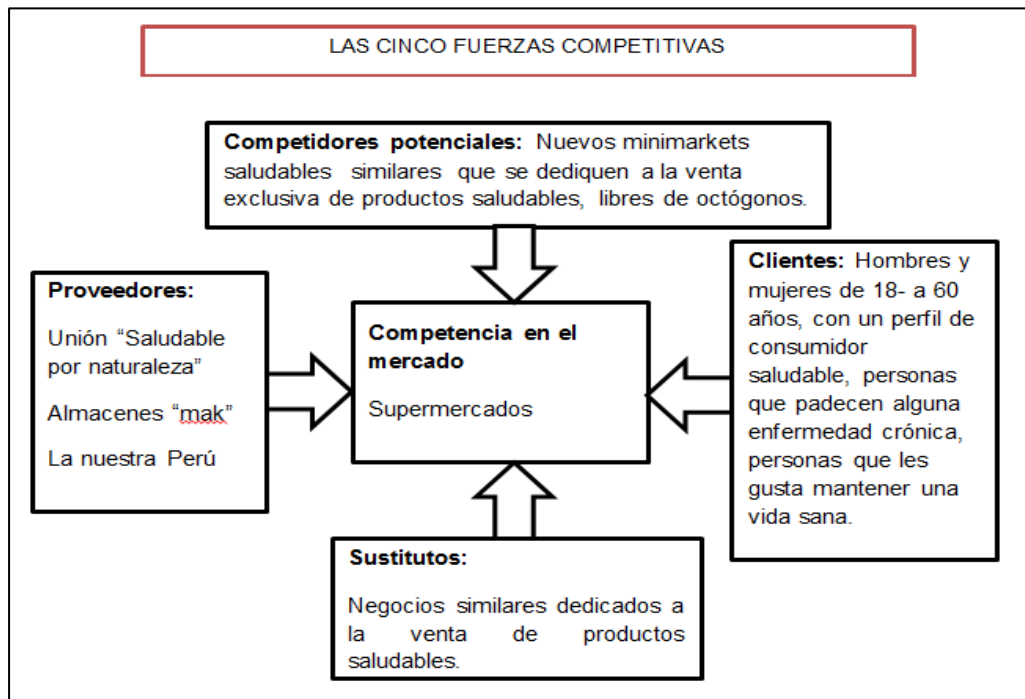 LAS CINCO FUERZAS COMPETITIVAS
Competidores potenciales: Nuevos minimarkets
saludables similares que se dediquen a la venta
exclusiva de productos saludables, libres de octógonos.
Proveedores:
Unión “Saludable
por naturaleza”
Almacenes “mak”
La nuestra Perú
Competencia en el
mercado
Supermercados
Clientes: Hombres y
mujeres de 18- a 60
años, con un perfil de
consumidor
saludable, personas
que padecen alguna
enfermedad crónica,
personas que les
gusta mantener una
vida sana.
Sustitutos:
Negocios similares dedicados a
la venta de productos
saludables.